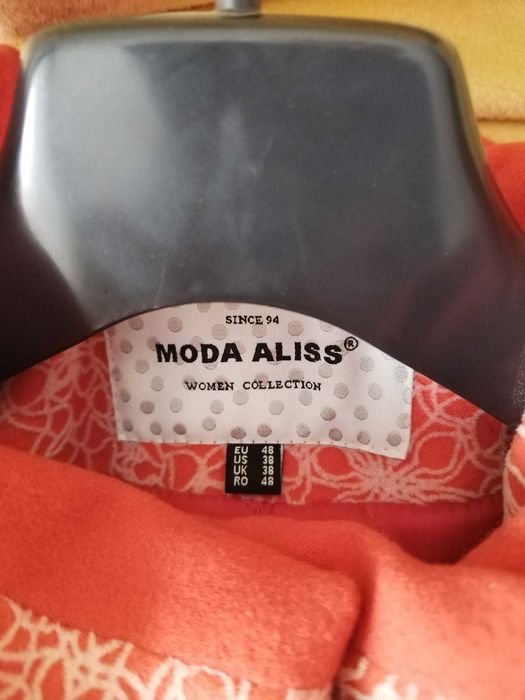 SINCE 94
MODA ALISS®
WOMEN COLLECTION
EU 48
US 38
UK 38
RO 48